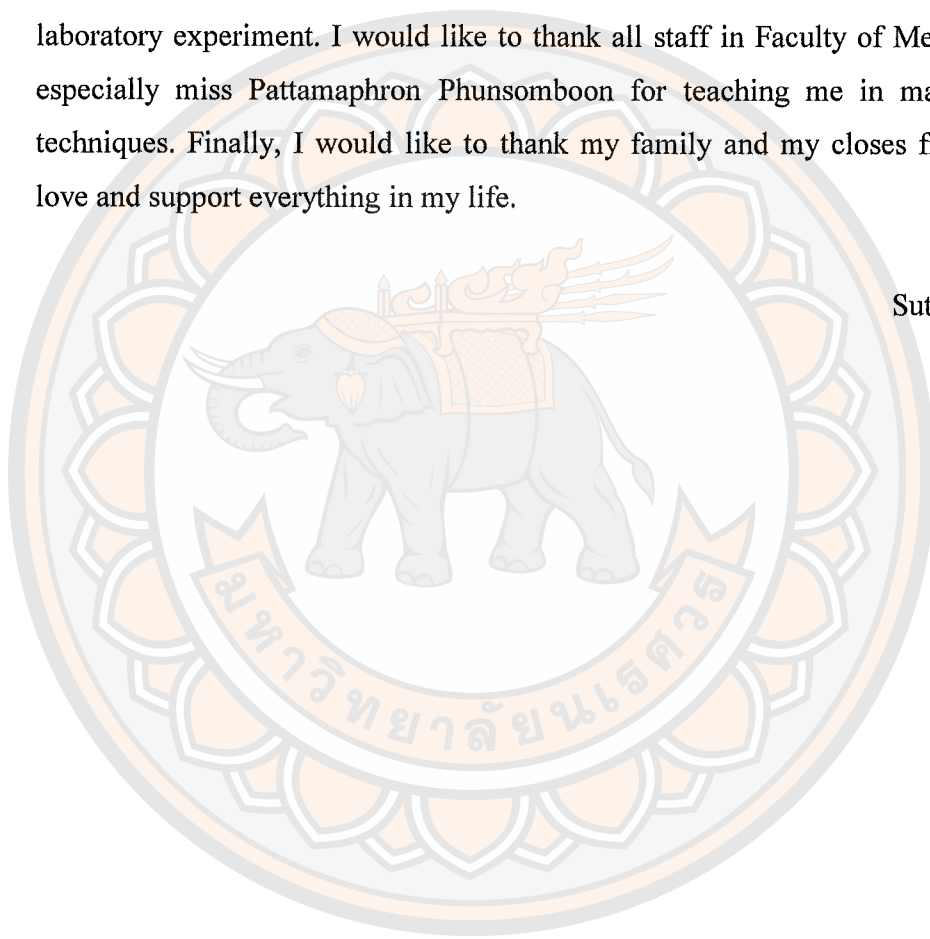 laboratory experiment. I would like to thank all staff in Faculty of Me
especially miss Pattamaphron Phunsomboon for teaching me in ma
techniques. Finally, I would like to thank my family and my closes f
love and support everything in my life.
Sut
มหาวิทยาลัยนเรศวร